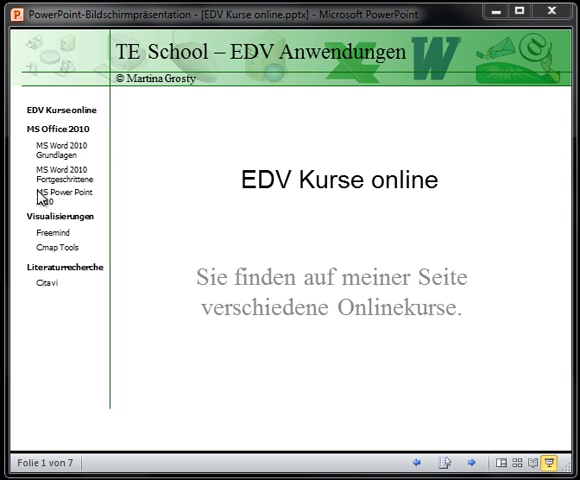 PowerPoint-Bildschirmpräsentation - [EDV Kurse online.pptx] - Microsoft PowerPoint
TE School – EDV Anwendungen
© Martina Grosty
EDV Kurse online
MS Office 2010
MS Word 2010
Grundlagen
MS Word 2010
Fortgeschrittene
MS Power Point
Visualisierungen
Freemind
Cmap Tools
Literaturrecherche
Citavi
EDV Kurse online
Sie finden auf meiner Seite
verschiedene Onlinekurse.
Folie 1 von 7